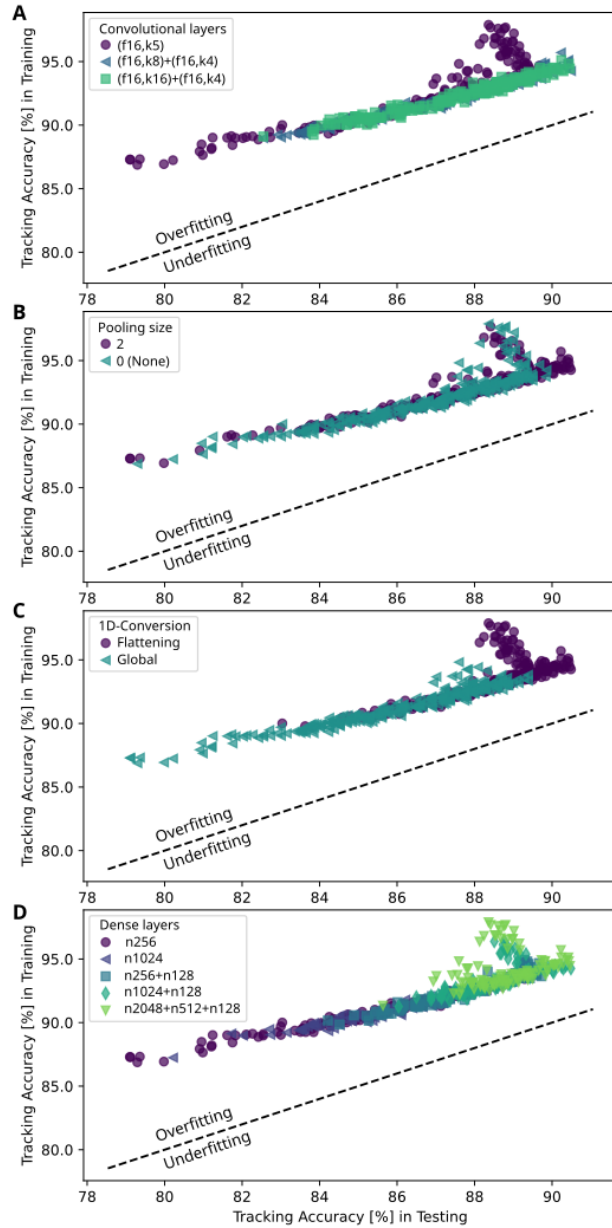 A
Tracking Accuracy [%] in Training
95.0
90.0
85.0
80.0
Convolutional layers
(f16,k5)
(f16,k8)+(f16,k4)
(f16,k16)+(f16,k4)
Overfitting
Underfitting
78 80 82 84 86 88 90
B
Tracking Accuracy [%] in Training
95.0
90.0
85.0
80.0
Pooling size
2
0 (None)
Overfitting
Underfitting
78 80 82 84 86 88 90
C
Tracking Accuracy [%] in Training
95.0
90.0
85.0
80.0
1D-Conversion
Flattening
Global
Overfitting
Underfitting
78 80 82 84 86 88 90
D
Tracking Accuracy [%] in Training
95.0
90.0
85.0
80.0
Dense layers
n256
n1024
n256+n128
n1024+n128
n2048+n512+n128
Overfitting
Underfitting
78 80 82 84 86 88 90
Tracking Accuracy [%] in Testing